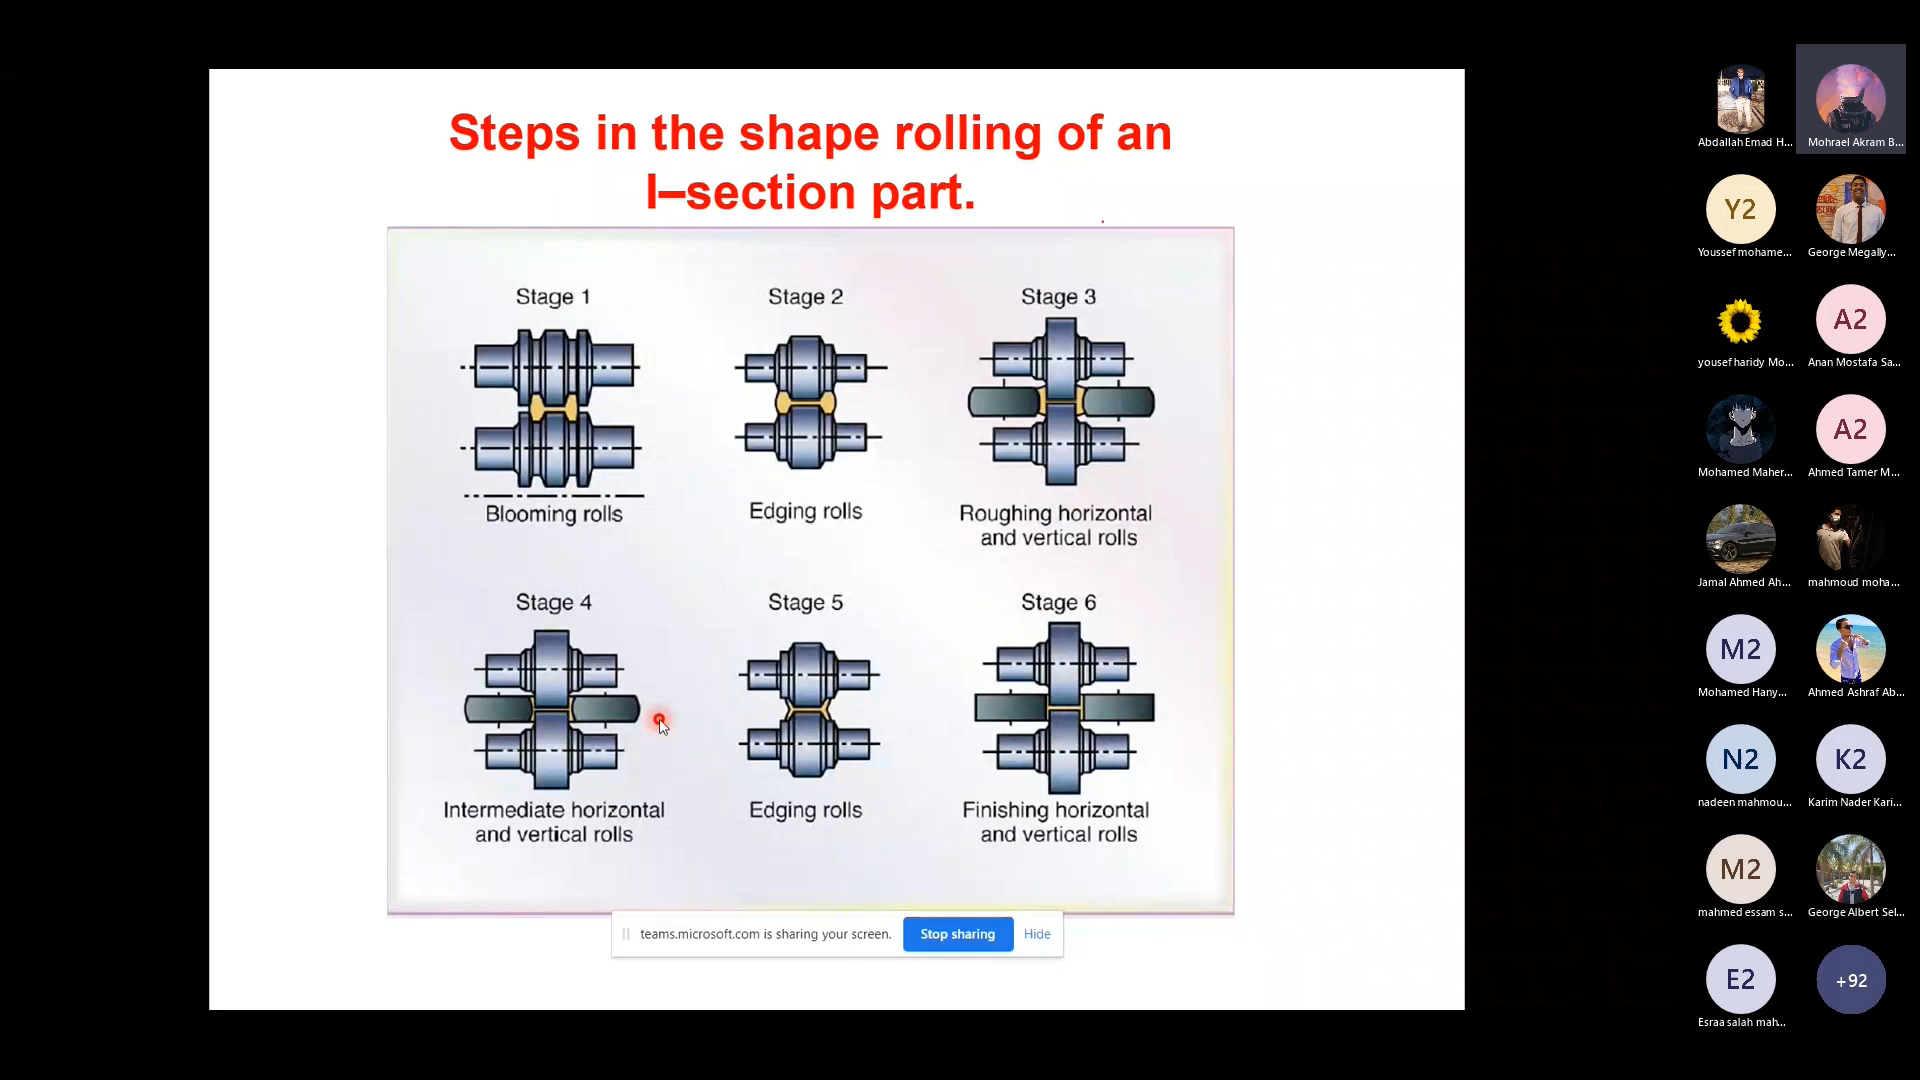 Steps in the shape rolling of an
I–section part.
Stage 1
Stage 2
Stage 3
Blooming rolls
Edging rolls
Roughing horizontal
and vertical rolls
Stage 4
Stage 5
Stage 6
Intermediate horizontal
and vertical rolls
Edging rolls
Finishing horizontal
and vertical rolls
teams.microsoft.com is sharing your screen.
Stop sharing
Hide
Abdallah Emad H...
Mohrael Akram B...
Y2
Youssef mohame...
George Megally...
yousef haridy Mo...
A2
Anan Mostafa Sa...
Mohamed Maher...
A2
Ahmed Tamer M...
Jamal Ahmed Ah...
mahmoud moha...
M2
Mohamed Hany...
Ahmed Ashraf Ab...
N2
nadeen mahmou...
K2
Karim Nader Kari...
M2
mahmed essam s...
George Albert Sel...
E2
Esraa salah mah...
+92